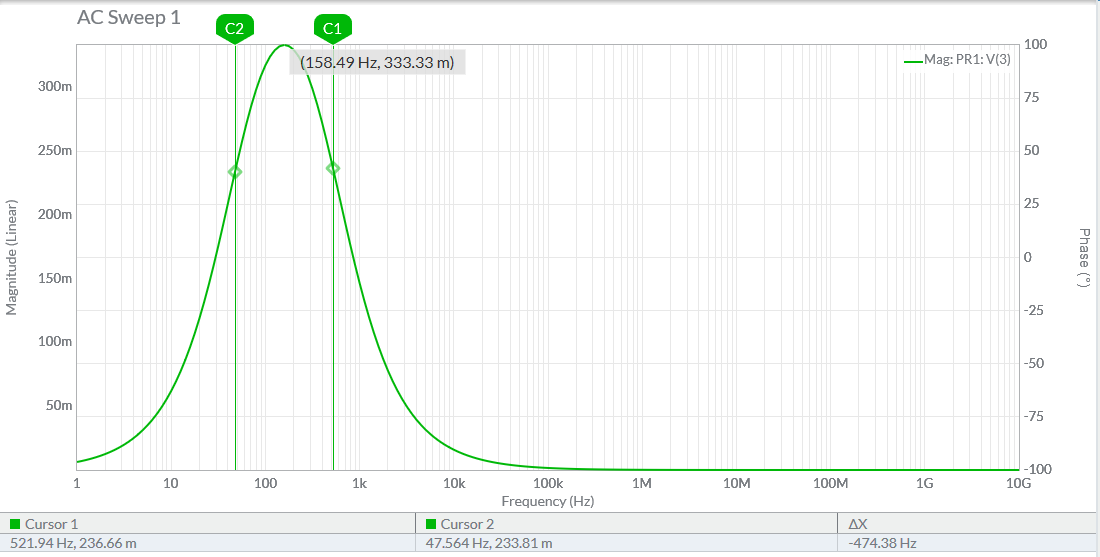 AC Sweep 1
C2
C1
(158.49 Hz, 333.33 m)
Mag: PR1: V(3)
300m
250m
200m
150m
100m
50m
Magnitude (Linear)
100
75
50
25
0
-25
-50
-75
-100
Phase (°)
1 10 100 1k 10k 100k 1M 10M 100M 1G 10G
Frequency (Hz)
Cursor 1 Cursor 2 ΔX
521.94 Hz, 236.66 m 47.564 Hz, 233.81 m -474.38 Hz